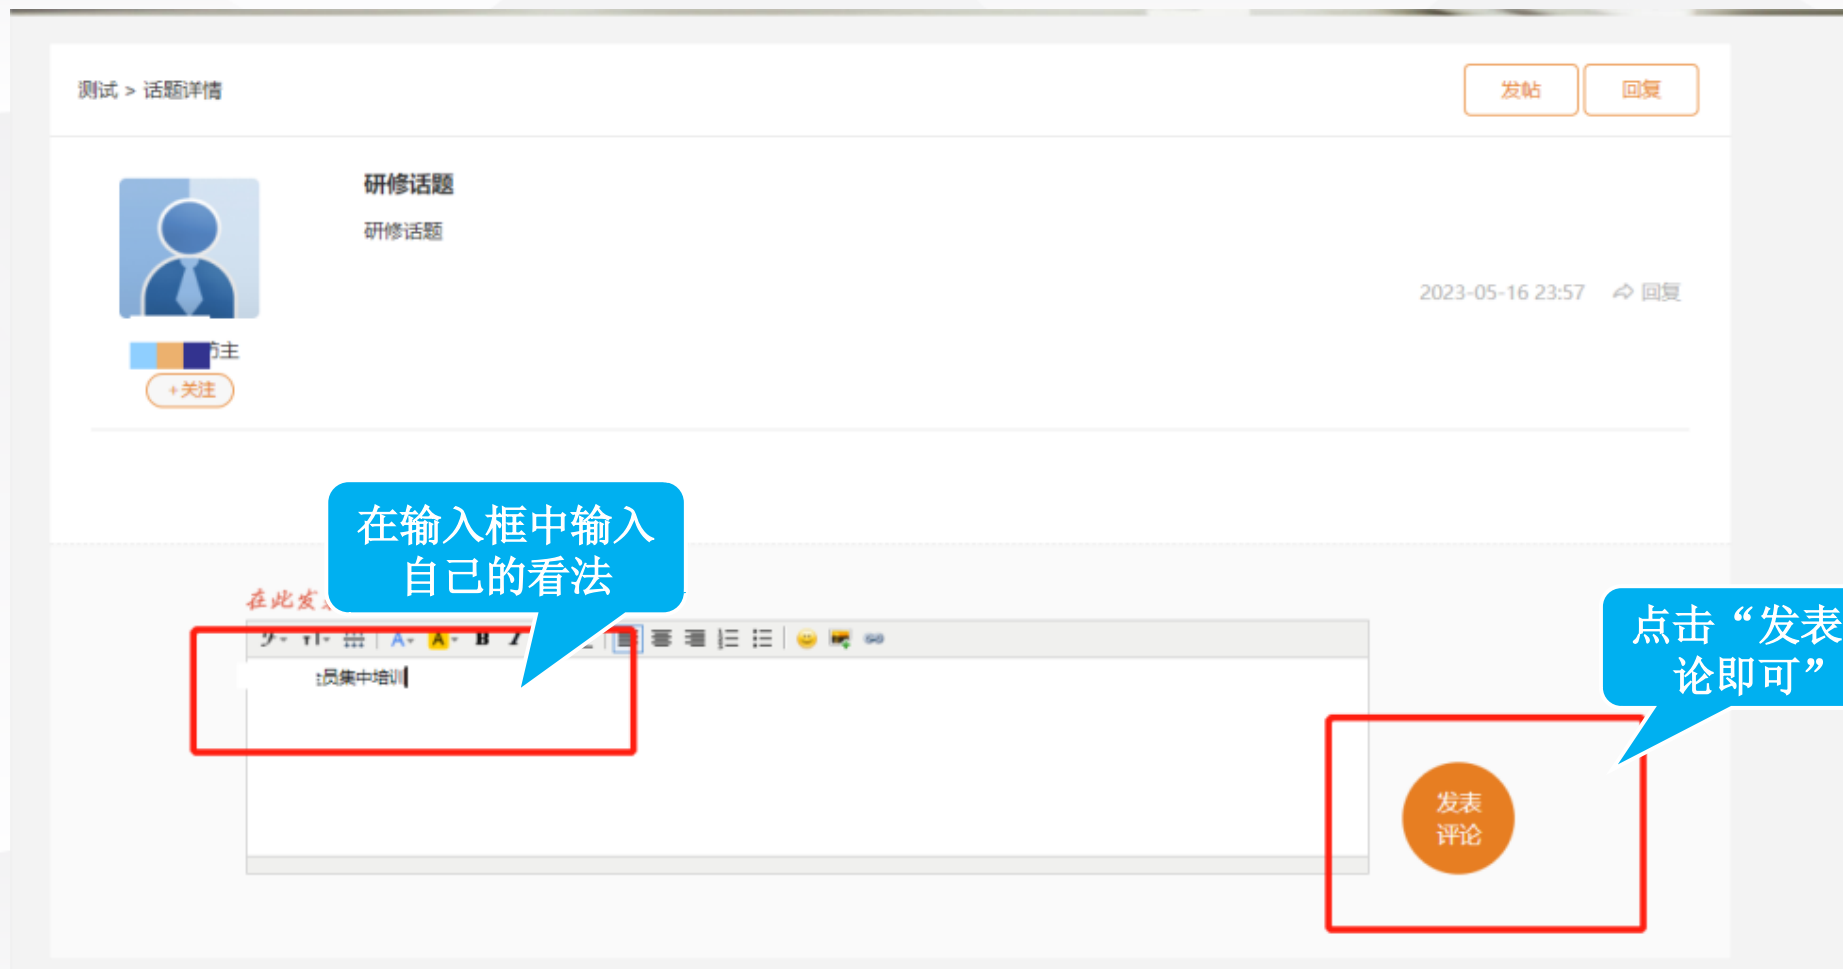 测试 > 话题详情
发帖
回复
研修话题
研修话题
2023-05-16 23:57
回复
主
+关注
在输入框中输入
自己的看法
在此发
员集中培训
点击“发表
论即可”
发表
评论